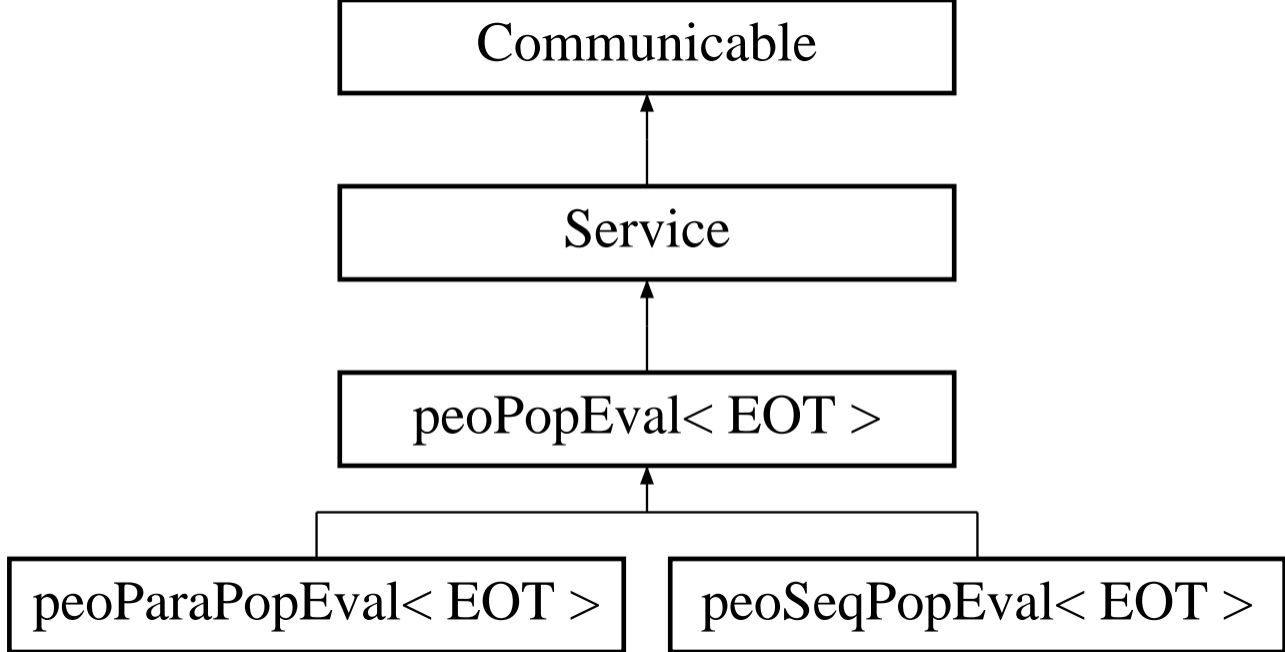 Communicable
Service
peoPopEval< EOT >
peoParaPopEval< EOT >
peoSeqPopEval< EOT >